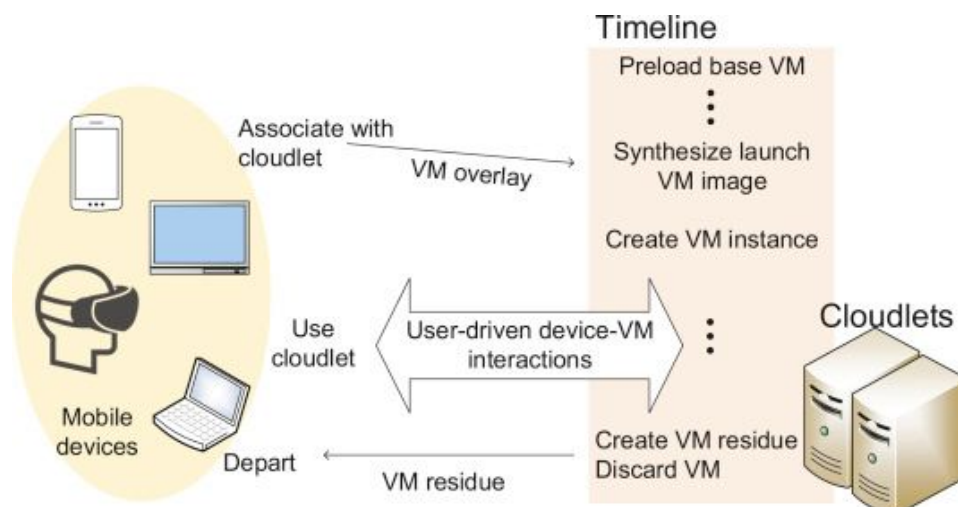 Timeline
Preload base VM
Associate with
cloudlet
VM overlay
Synthesize launch
VM image
Create VM instance
Use
cloudlet
User-driven device-VM
interactions
Cloudlets
Mobile
devices
Depart
VM residue
Create VM residue
Discard VM